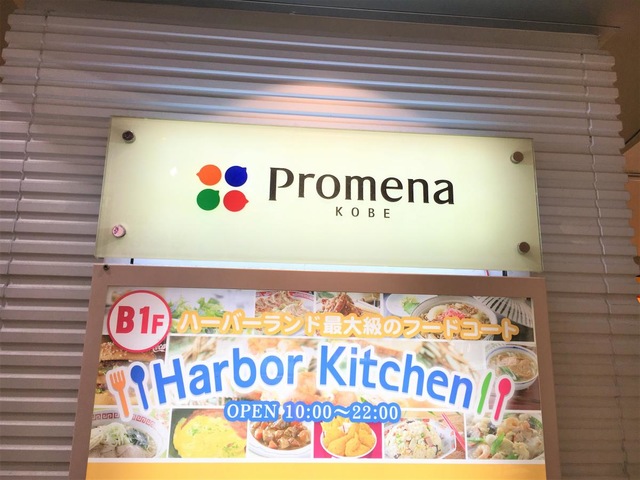 Promena
KOBE
B1F
ハーバーランド最大級のフードコート
Harbor Kitchen
OPEN 10:00～22:00